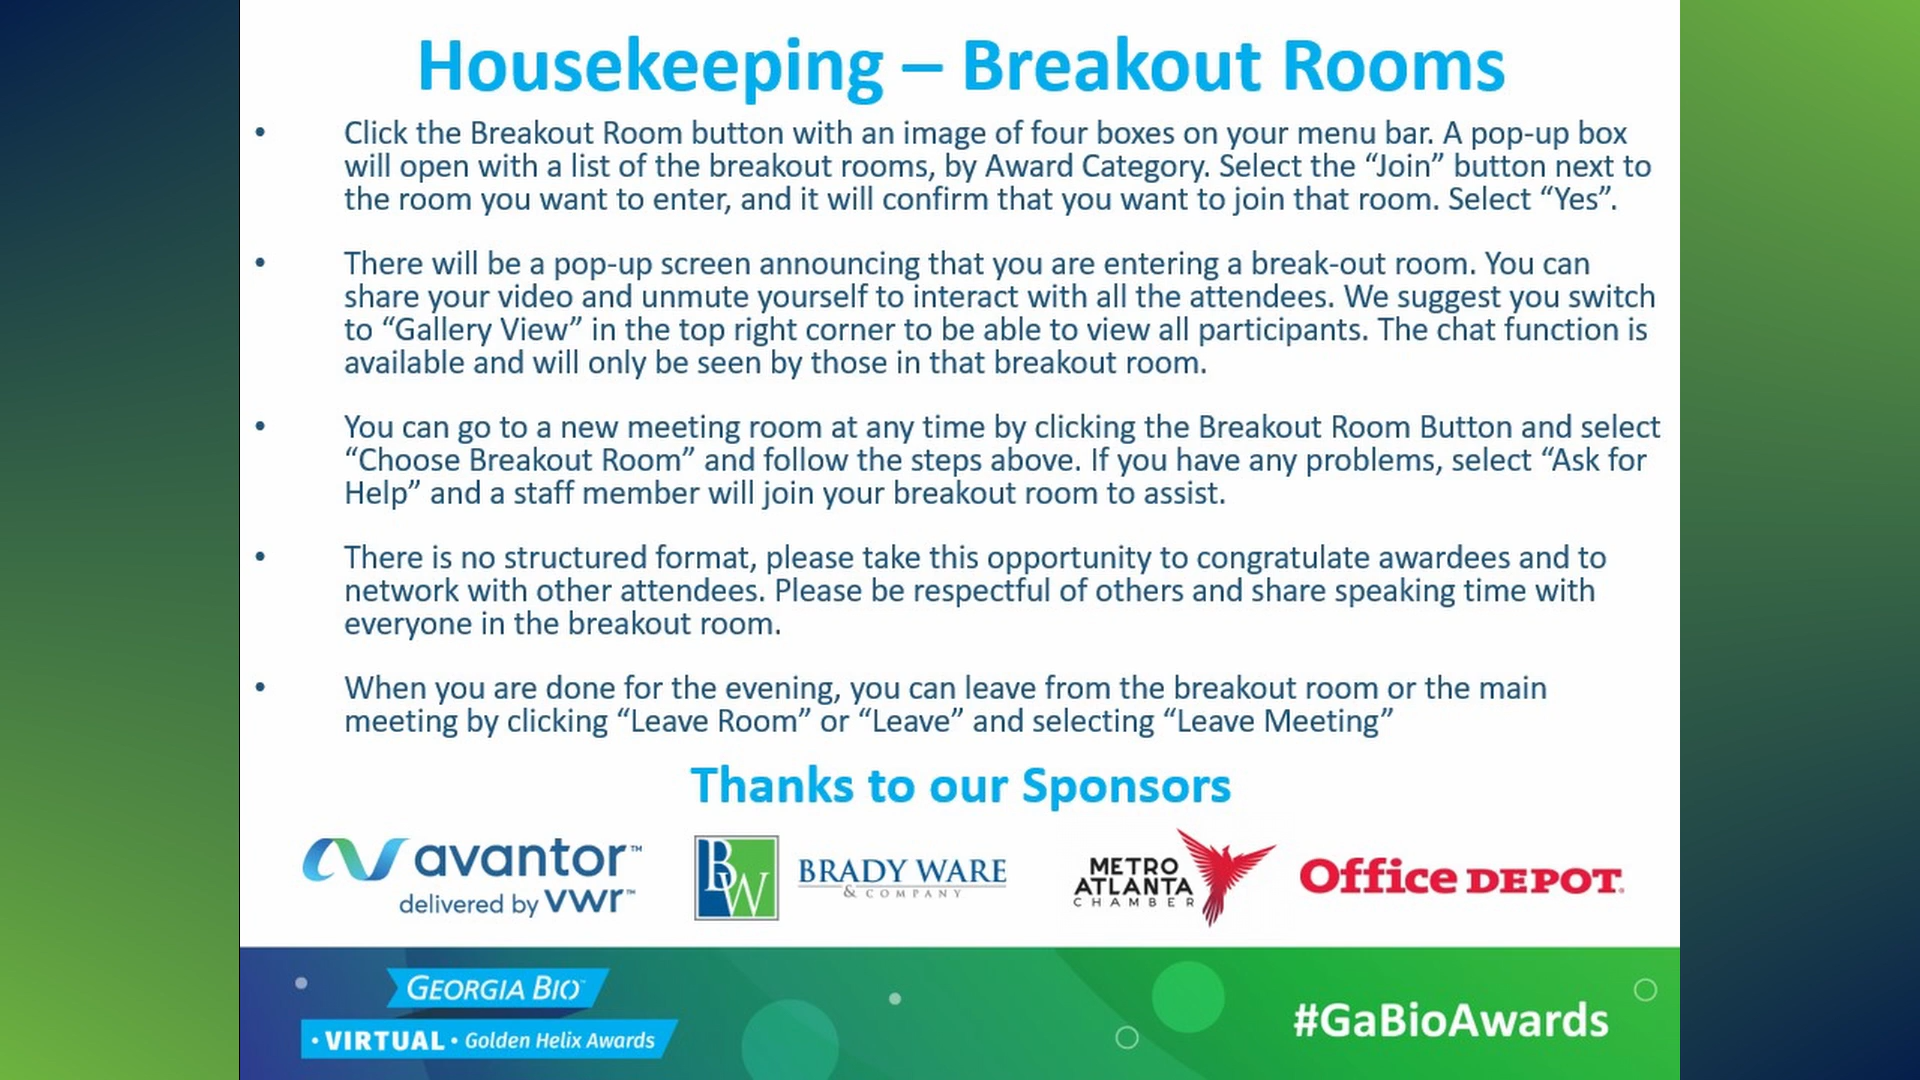 Housekeeping – Breakout Rooms
• Click the Breakout Room button with an image of four boxes on your menu bar. A pop-up box
will open with a list of the breakout rooms, by Award Category. Select the “Join” button next to
the room you want to enter, and it will confirm that you want to join that room. Select “Yes”.
• There will be a pop-up screen announcing that you are entering a break-out room. You can
share your video and unmute yourself to interact with all the attendees. We suggest you switch
to “Gallery View” in the top right corner to be able to view all participants. The chat function is
available and will only be seen by those in that breakout room.
• You can go to a new meeting room at any time by clicking the Breakout Room Button and select
“Choose Breakout Room” and follow the steps above. If you have any problems, select “Ask for
Help” and a staff member will join your breakout room to assist.
• There is no structured format, please take this opportunity to congratulate awardees and to
network with other attendees. Please be respectful of others and share speaking time with
everyone in the breakout room.
• When you are done for the evening, you can leave from the breakout room or the main
meeting by clicking “Leave Room” or “Leave” and selecting “Leave Meeting”
Thanks to our Sponsors
avantor™
delivered by vwr™
BW
BRADY WARE
& COMPANY
METRO
ATLANTA
CHAMBER
Office DEPOT.
GEORGIA BIO™
• VIRTUAL • Golden Helix Awards
#GaBioAwards